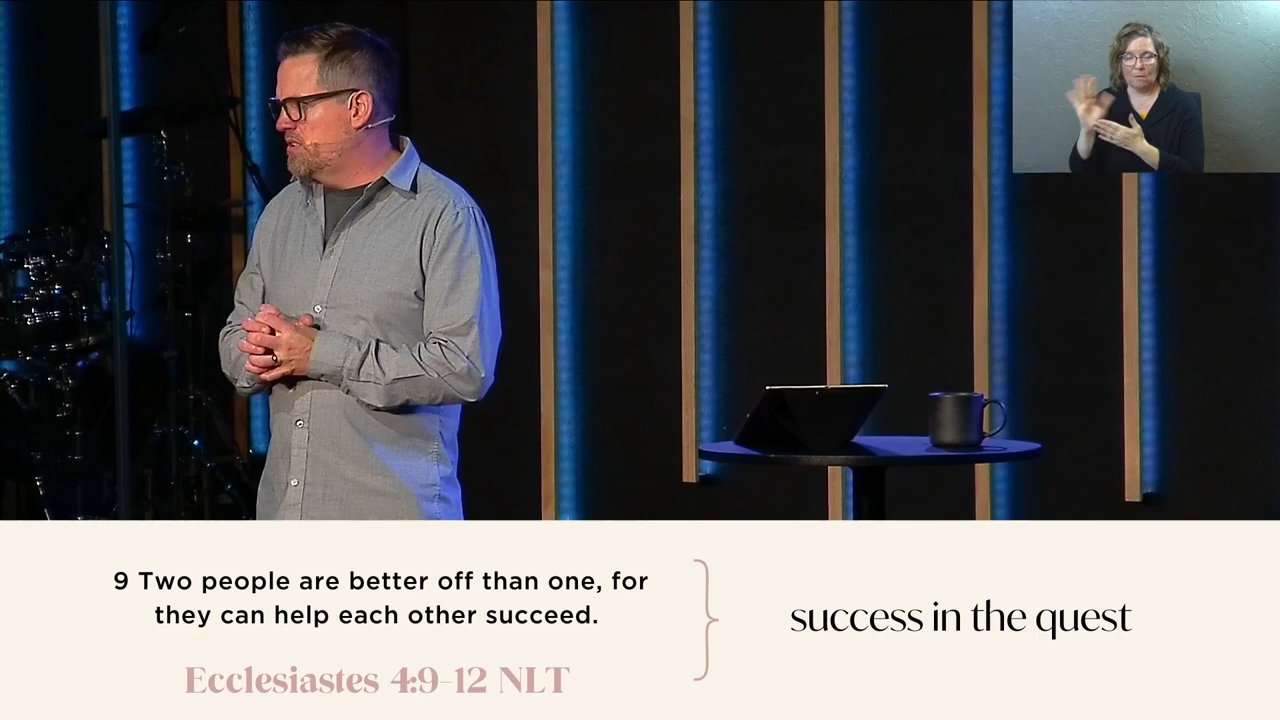 9 Two people are better off than one, for
they can help each other succeed.
Ecclesiastes 4:9-12 NLT
success in the quest